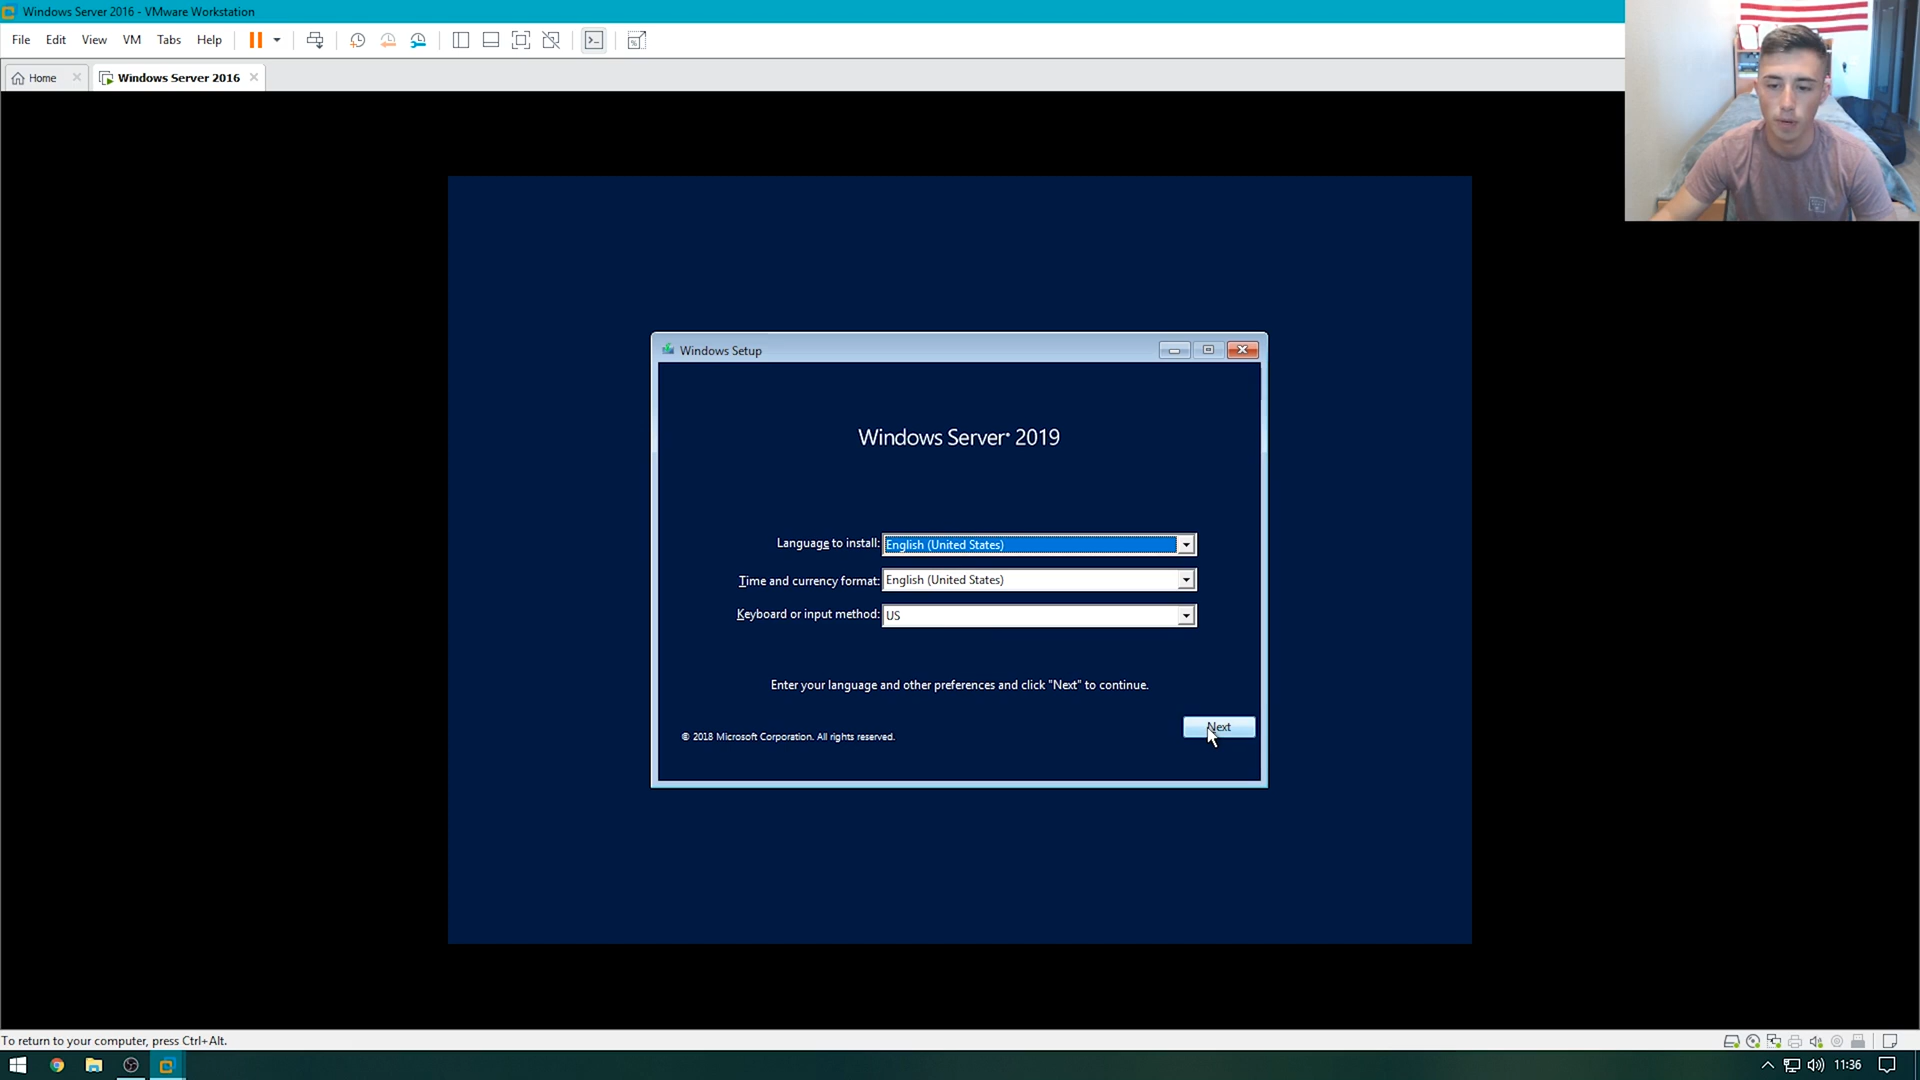 Windows Server 2016 - VMware Workstation
File Edit View VM Tabs Help
Home
Windows Server 2016
Windows Setup
Windows Server 2019
Language to install: English (United States)
Time and currency format: English (United States)
Keyboard or input method: US
Enter your language and other preferences and click "Next" to continue.
Next
© 2018 Microsoft Corporation. All rights reserved.
To return to your computer, press Ctrl+Alt.
11:36